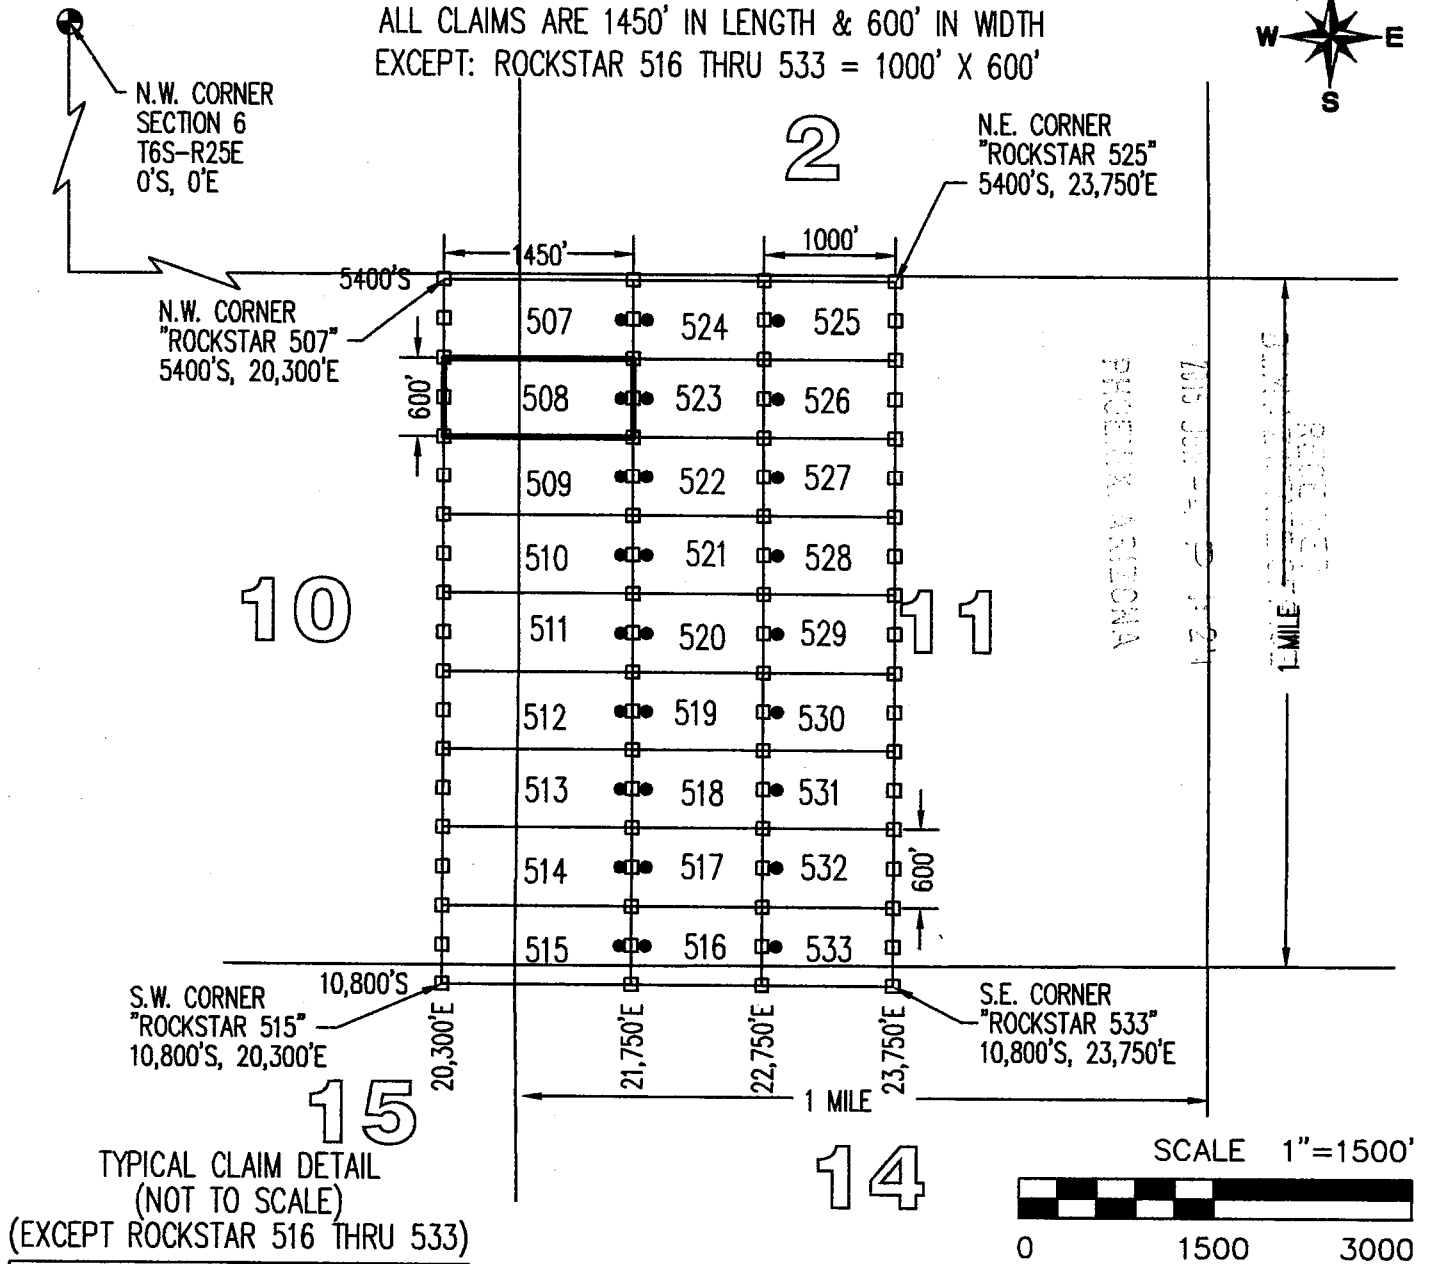 ALL CLAIMS ARE 1450' IN LENGTH & 600' IN WIDTH
EXCEPT: ROCKSTAR 516 THRU 533 = 1000' X 600'
W E
S
N.W. CORNER
SECTION 6
T6S-R25E
0'S, 0'E
2
N.E. CORNER
"ROCKSTAR 525"
5400'S, 23,750'E
1450'
1000'
5400'S
N.W. CORNER
"ROCKSTAR 507"
5400'S, 20,300'E
507 524 525
600'
508 523 526
509 522 527
510 521 528
10
511 520 529
11
1 MILE
512 519 530
513 518 531
514 517 532
600'
515 516 533
10,800'S
S.W. CORNER
"ROCKSTAR 515"
10,800'S, 20,300'E
20,300'E
21,750'E
22,750'E
23,750'E
S.E. CORNER
"ROCKSTAR 533"
10,800'S, 23,750'E
1 MILE
15
14
PHOENIX, ARIZONA
TYPICAL CLAIM DETAIL
(NOT TO SCALE)
(EXCEPT ROCKSTAR 516 THRU 533)
SCALE 1"=1500'
0 1500 3000